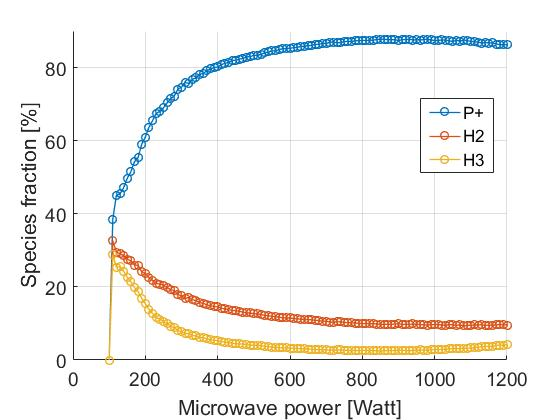 80
60
40
20
0
Species fraction [%]
P+
H2
H3
0 200 400 600 800 1000 1200
Microwave power [Watt]